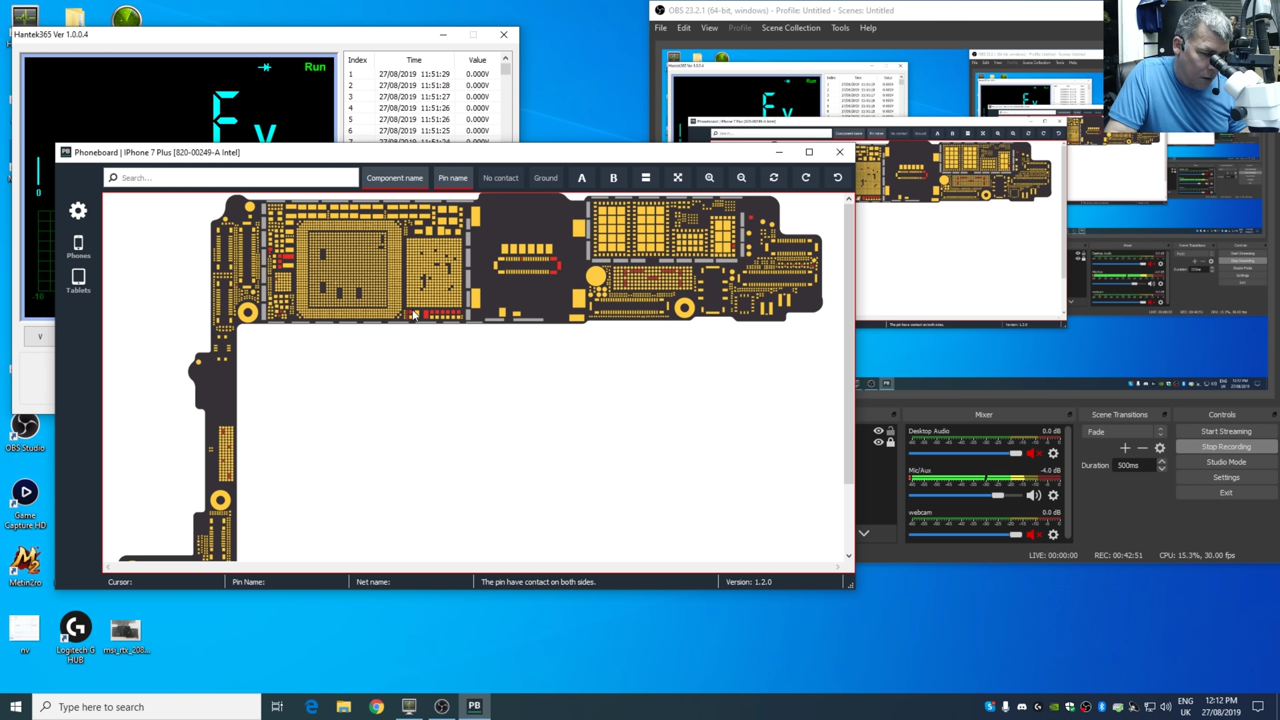 Hantek365 Ver 1.0.0.4
Run
Index Time Value
1 27/08/2019 11:51:29 0.000V
2 27/08/2019 11:51:28 0.000V
3 27/08/2019 11:51:27 0.000V
4 27/08/2019 11:51:26 0.000V
6 27/08/2019 11:51:25 0.000V
0
-10
V
OBS 23.2.1 (64-bit, windows) - Profile: Untitled - Scenes: Untitled
File Edit View Profile Scene Collection Tools Help
PB Phoneboard | IPhone 7 Plus [820-00249-A Intel]
Search... Component name Pin name No contact Ground A B
Phones
Tablets
Cursor: Pin Name: Net name: The pin have contact on both sides. Version: 1.2.0
Mixer
Desktop Audio 0.0 dB
Mic/Aux -4.0 dB
webcam 0.0 dB
Scene Transitions
Fade
Duration 500ms
Controls
Start Streaming
Stop Recording
Studio Mode
Settings
Exit
LIVE: 00:00:00 REC: 00:42:51 CPU: 15.3%, 30.00 fps
OBS Studio
Game Capture HD
Metin2ro
nv
Logitech G HUB
msi_rtx_208...
Type here to search
PB
ENG
UK
12:12 PM
27/08/2019